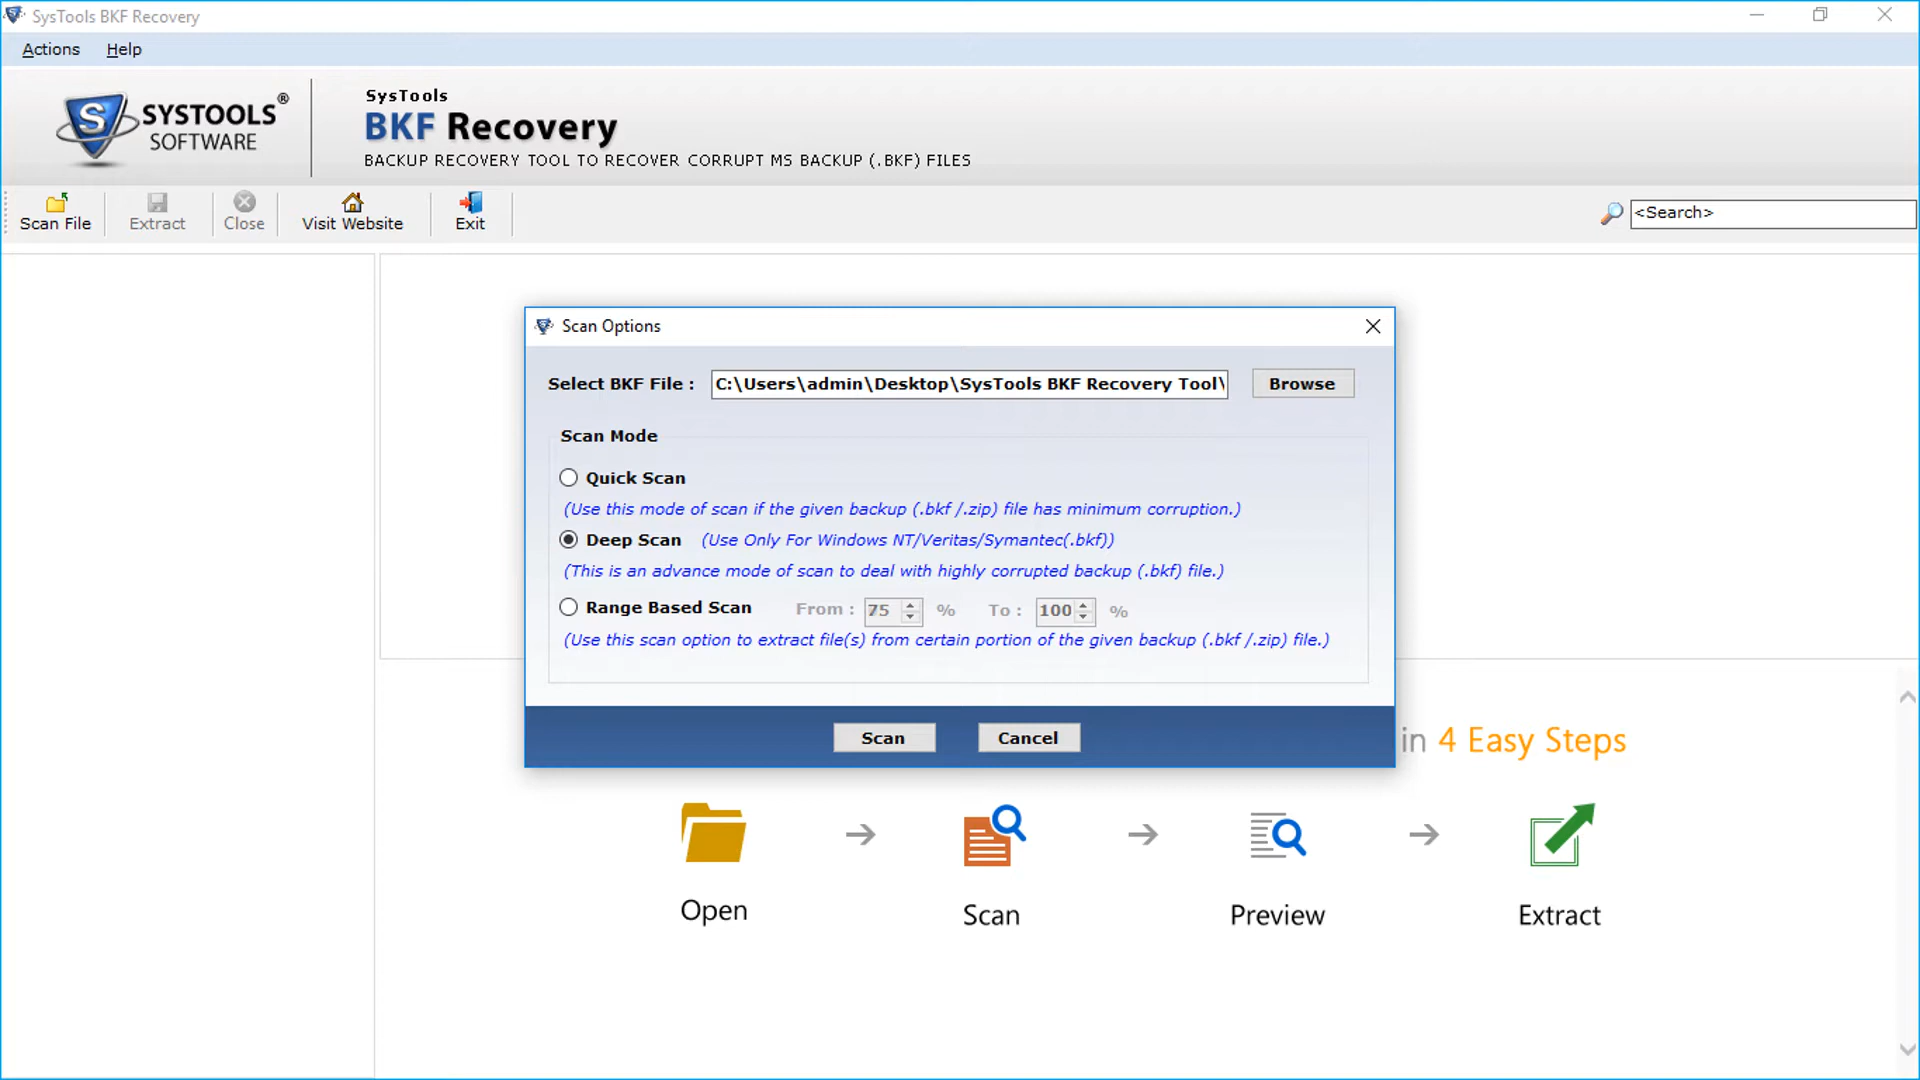 SysTools BKF Recovery
Actions Help
SYSTOOLS®
SOFTWARE
SysTools
BKF Recovery
BACKUP RECOVERY TOOL TO RECOVER CORRUPT MS BACKUP (.BKF) FILES
Scan File Extract Close Visit Website Exit <Search>
Scan Options
Select BKF File : C:\Users\admin\Desktop\SysTools BKF Recovery Tool\ Browse
Scan Mode
Quick Scan
(Use this mode of scan if the given backup (.bkf /.zip) file has minimum corruption.)
Deep Scan (Use Only For Windows NT/Veritas/Symantec(.bkf))
(This is an advance mode of scan to deal with highly corrupted backup (.bkf) file.)
Range Based Scan From : 75 % To : 100 %
(Use this scan option to extract file(s) from certain portion of the given backup (.bkf /.zip) file.)
Scan Cancel
in 4 Easy Steps
Open Scan Preview Extract